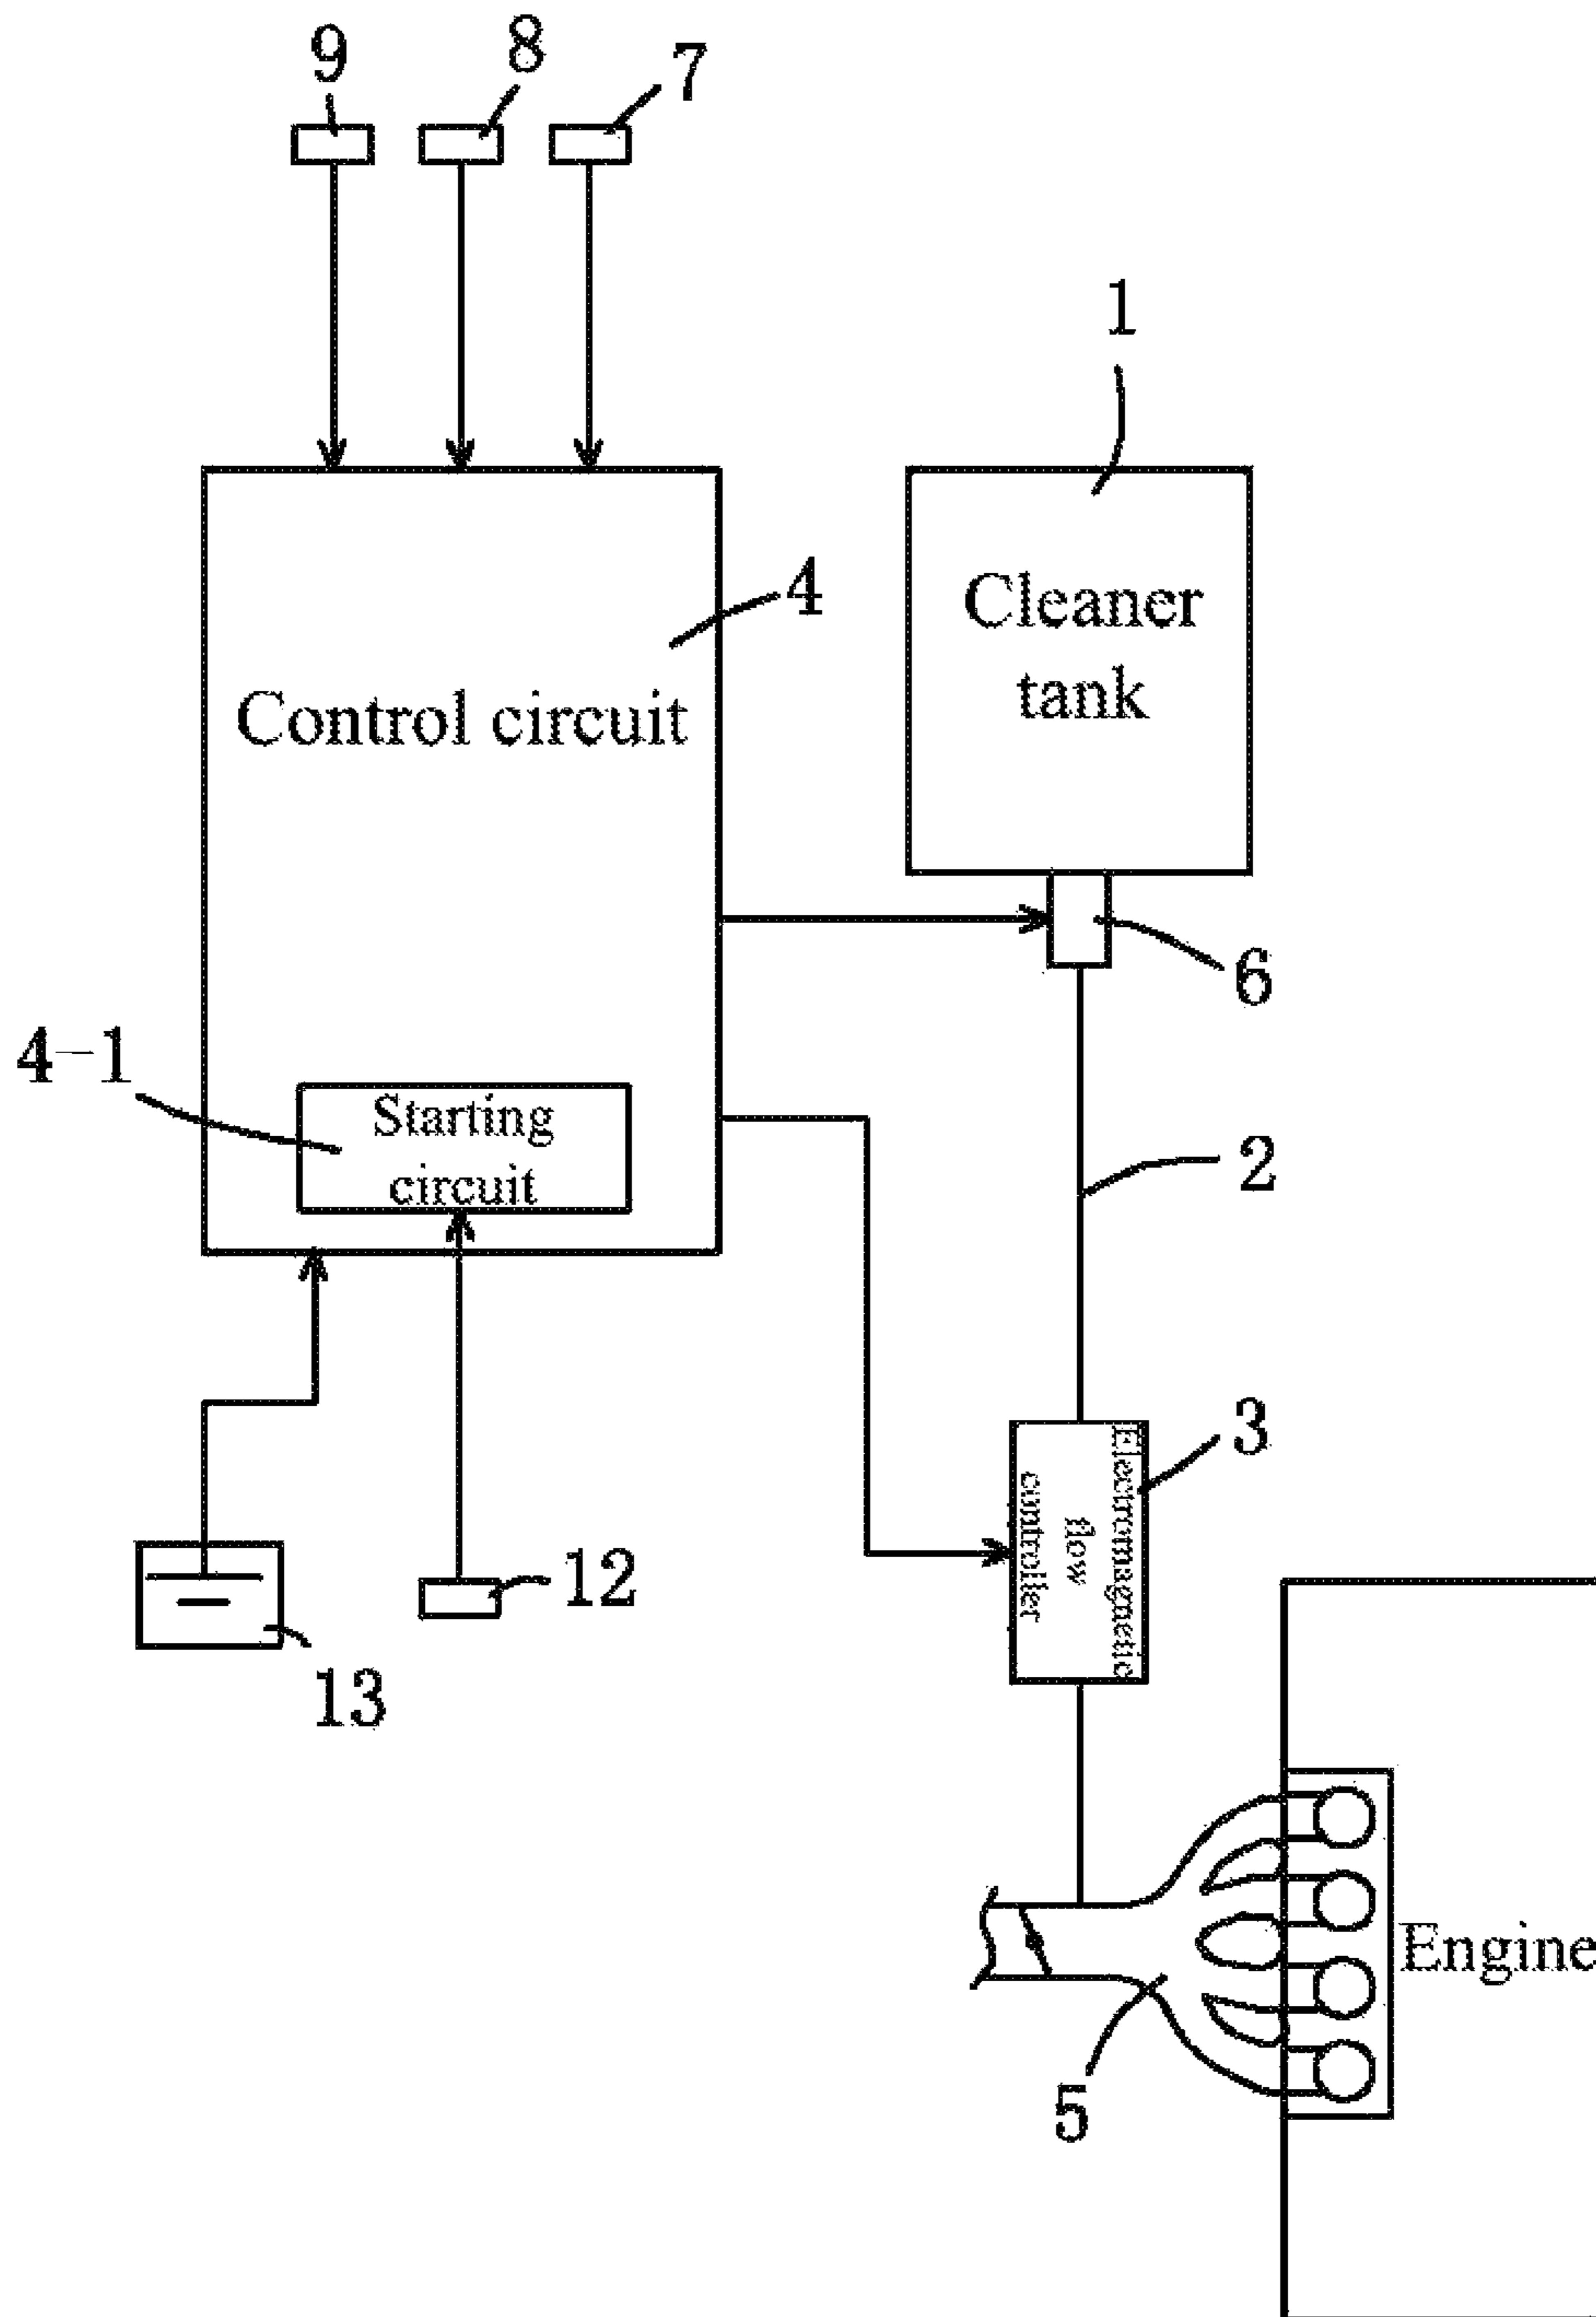 9
8
7
1
4
Cleaner
tank
Control circuit
6
4-1
Starting
circuit
2
3
Electromagnetic
flow
controller
12
13
Engine
5